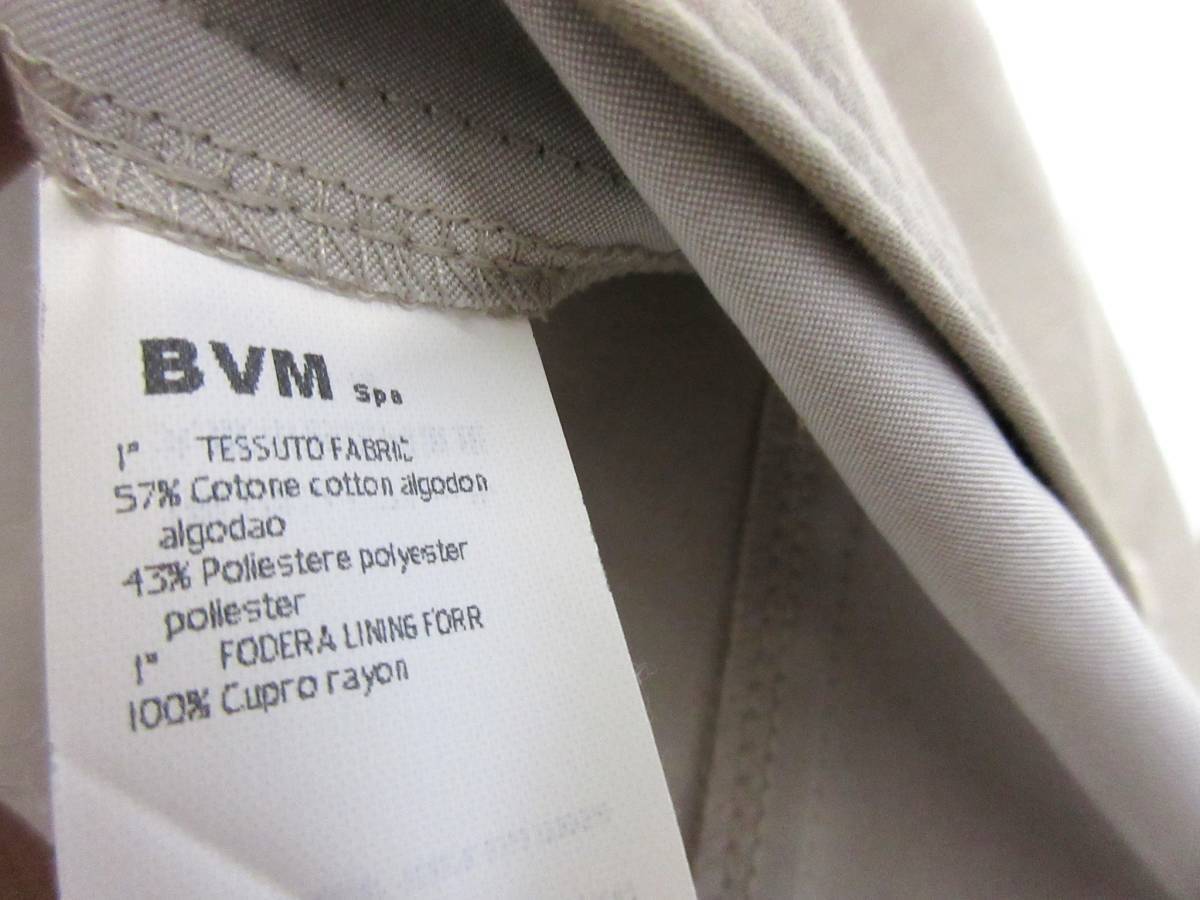 BVM Spa
1° TESSUTO FABRIC
57% Cotone cotton algodon
algodao
43% Poliestere polyester
poliester
1° FODERA LINING FORR
100% Cupro rayon